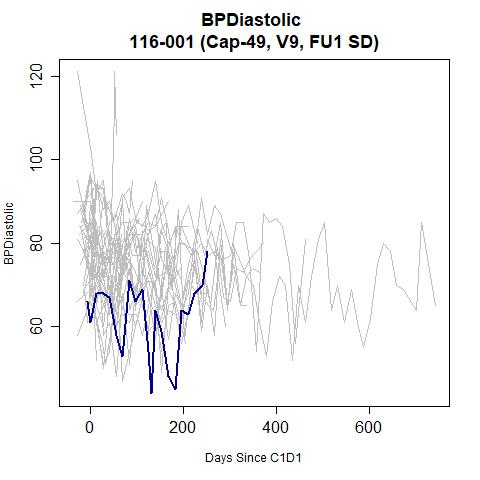 BPDiastolic
116-001 (Cap-49, V9, FU1 SD)
120
100
80
60
BPDiastolic
0 200 400 600
Days Since C1D1